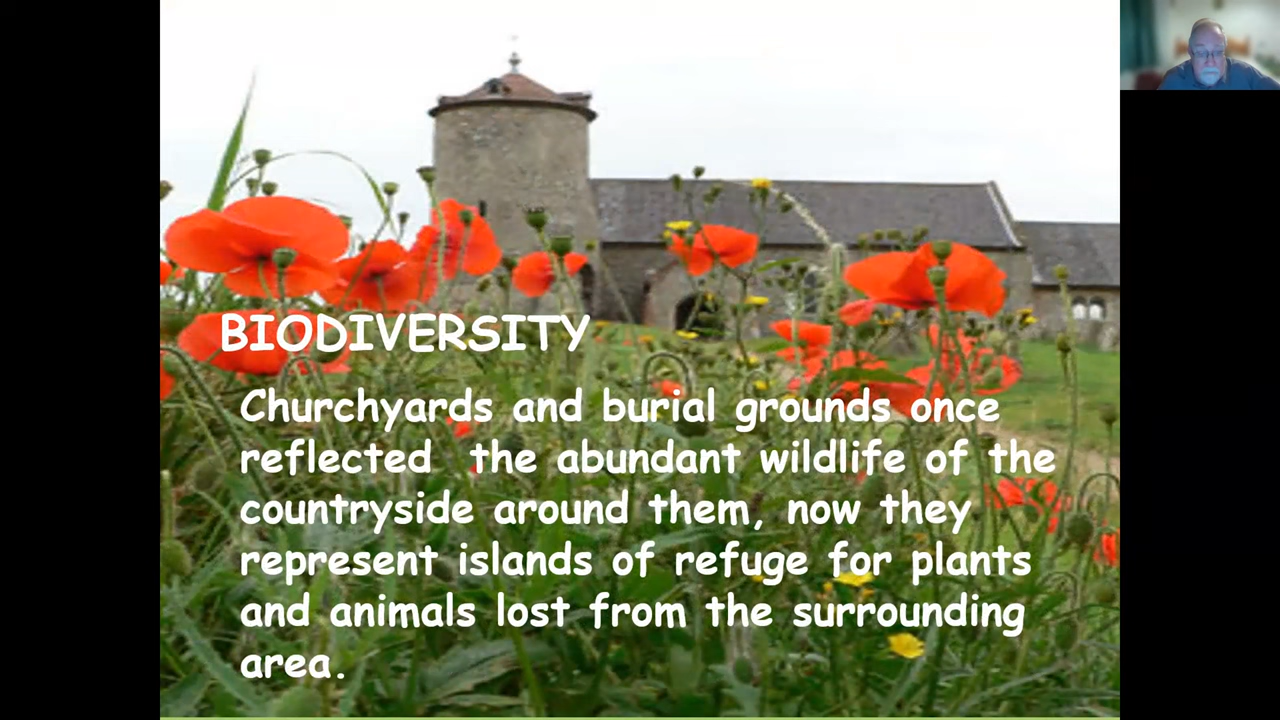 BIODIVERSITY
Churchyards and burial grounds once
reflected  the abundant wildlife of the
countryside around them, now they
represent islands of refuge for plants
and animals lost from the surrounding
area.